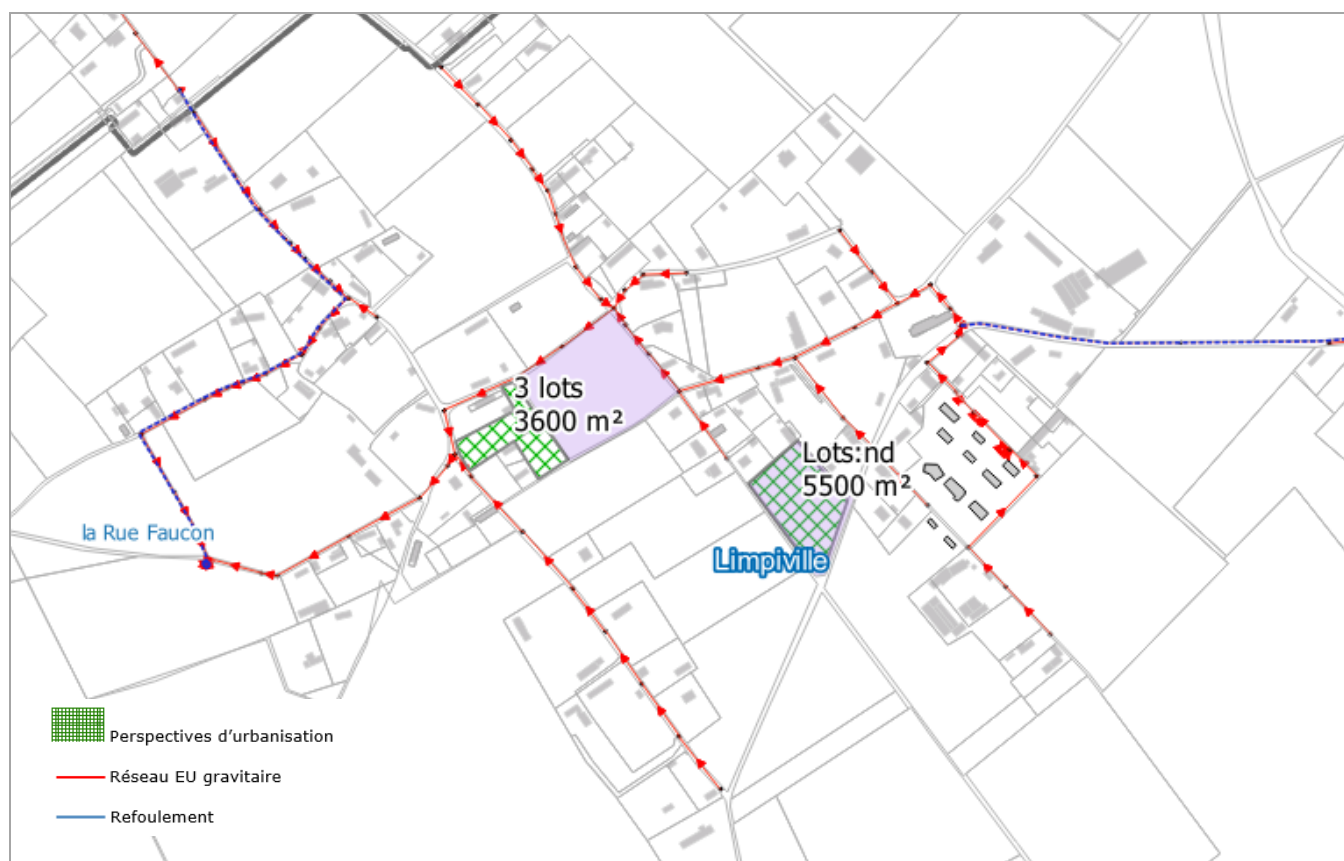 3 lots
3600 m²
Lots:nd
5500 m²
la Rue Faucon
Limpiville
Perspectives d'urbanisation
Réseau EU gravitaire
Refoulement